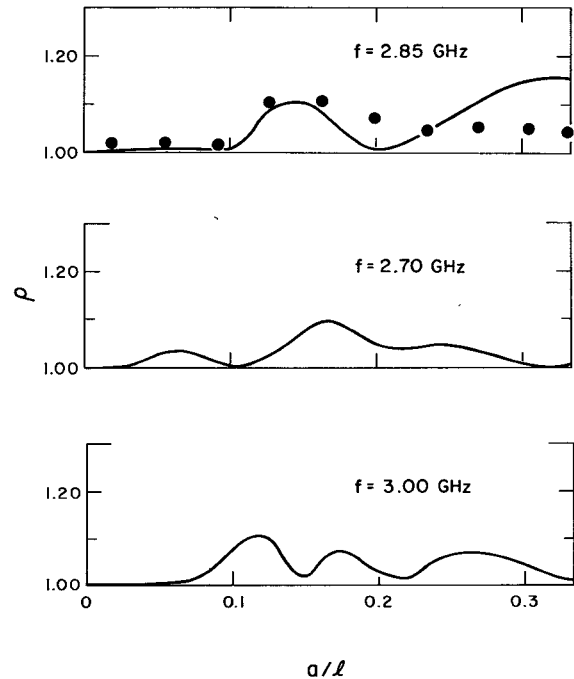 f = 2.85 GHz
1.20
1.00
f = 2.70 GHz
1.20
1.00
ρ
f = 3.00 GHz
1.20
1.00
0 0.1 0.2 0.3
a/ℓ